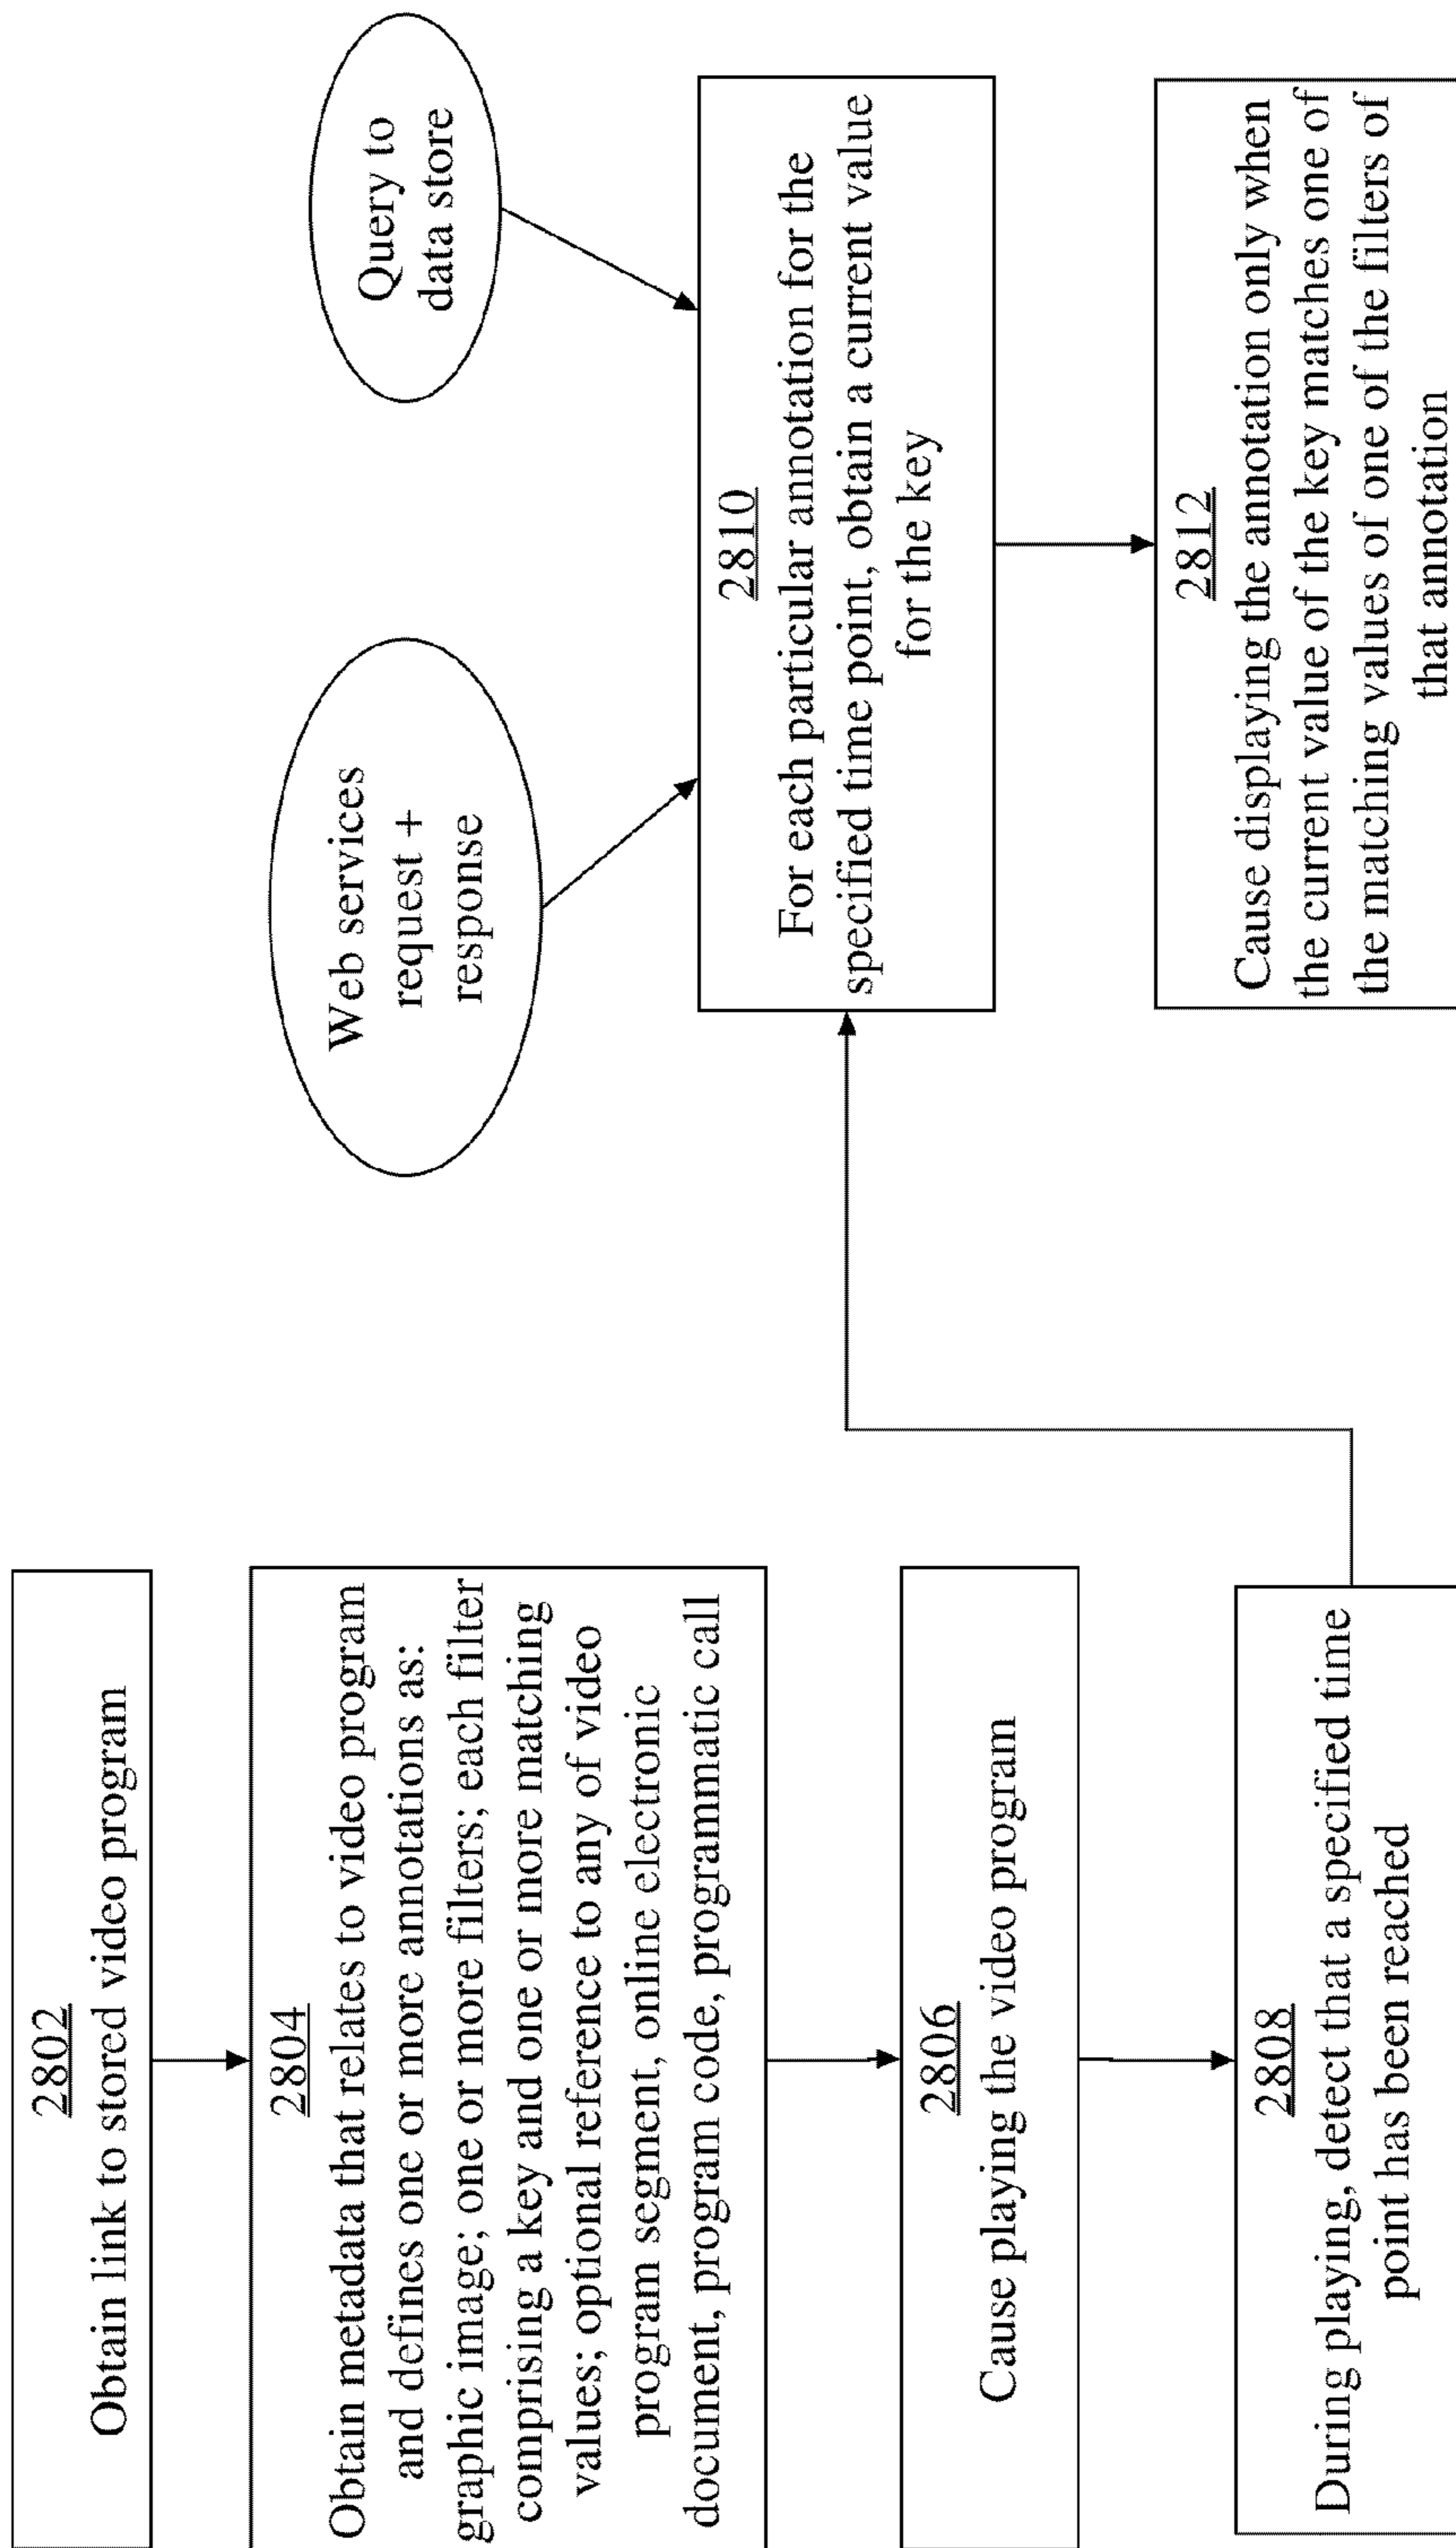 2802
Obtain link to stored video program
2804
Obtain metadata that relates to video program
and defines one or more annotations as:
graphic image; one or more filters; each filter
comprising a key and one or more matching
values; optional reference to any of video
program segment, online electronic
document, program code, programmatic call
2806
Cause playing the video program
2808
During playing, detect that a specified time
point has been reached
Web services
request +
response
Query to
data store
2810
For each particular annotation for the
specified time point, obtain a current value
for the key
2812
Cause displaying the annotation only when
the current value of the key matches one of
the matching values of one of the filters of
that annotation